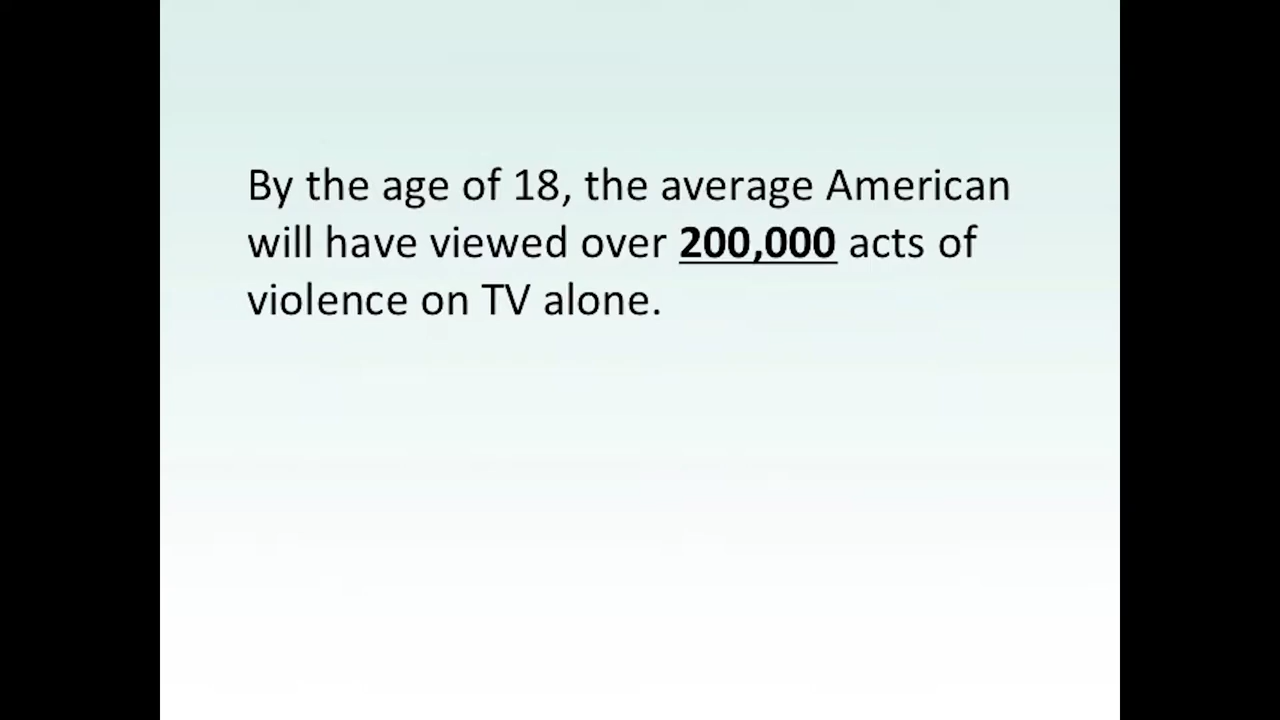 By the age of 18, the average American
will have viewed over 200,000 acts of
violence on TV alone.